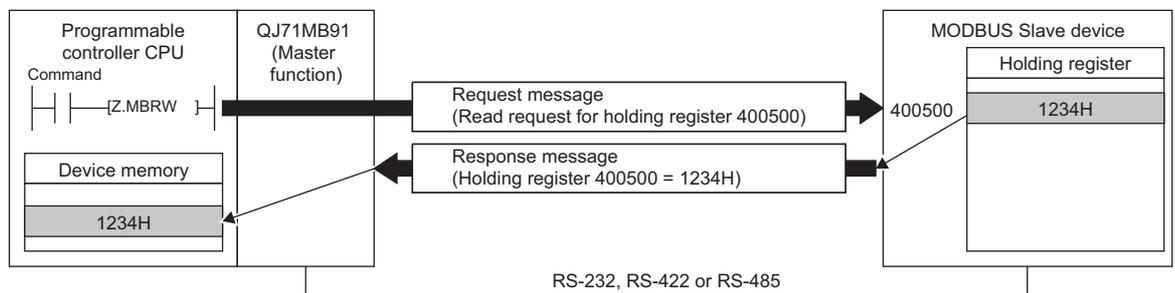 Programmable
controller CPU
Command
[Z.MBRW ]
Device memory
1234H
QJ71MB91
(Master
function)
Request message
(Read request for holding register 400500)
Response message
(Holding register 400500 = 1234H)
RS-232, RS-422 or RS-485
MODBUS Slave device
Holding register
400500
1234H